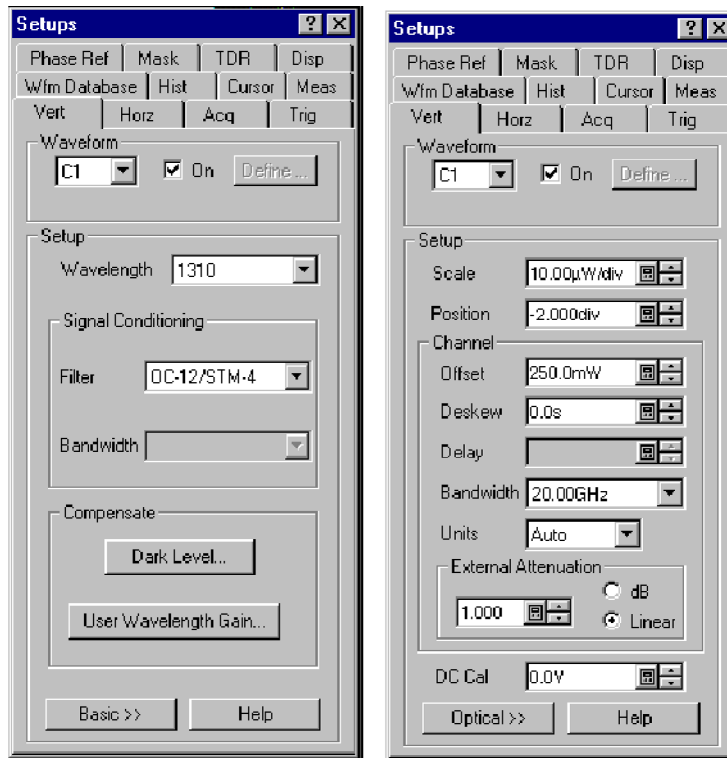 Setups
Phase Ref Mask TDR Disp
Wfm Database Hist Cursor Meas
Vert Horz Acq Trig
Waveform
C1 On Define ...
Setup
Wavelength 1310
Signal Conditioning
Filter OC-12/STM-4
Bandwidth
Compensate
Dark Level...
User Wavelength Gain...
Basic >> Help
Setups
Phase Ref Mask TDR Disp
Wfm Database Hist Cursor Meas
Vert Horz Acq Trig
Waveform
C1 On Define ...
Setup
Scale 10.00µW/div
Position -2.000div
Channel
Offset 250.0mW
Deskew 0.0s
Delay
Bandwidth 20.00GHz
Units Auto
External Attenuation
1.000 dB
Linear
DC Cal 0.0V
Optical >> Help